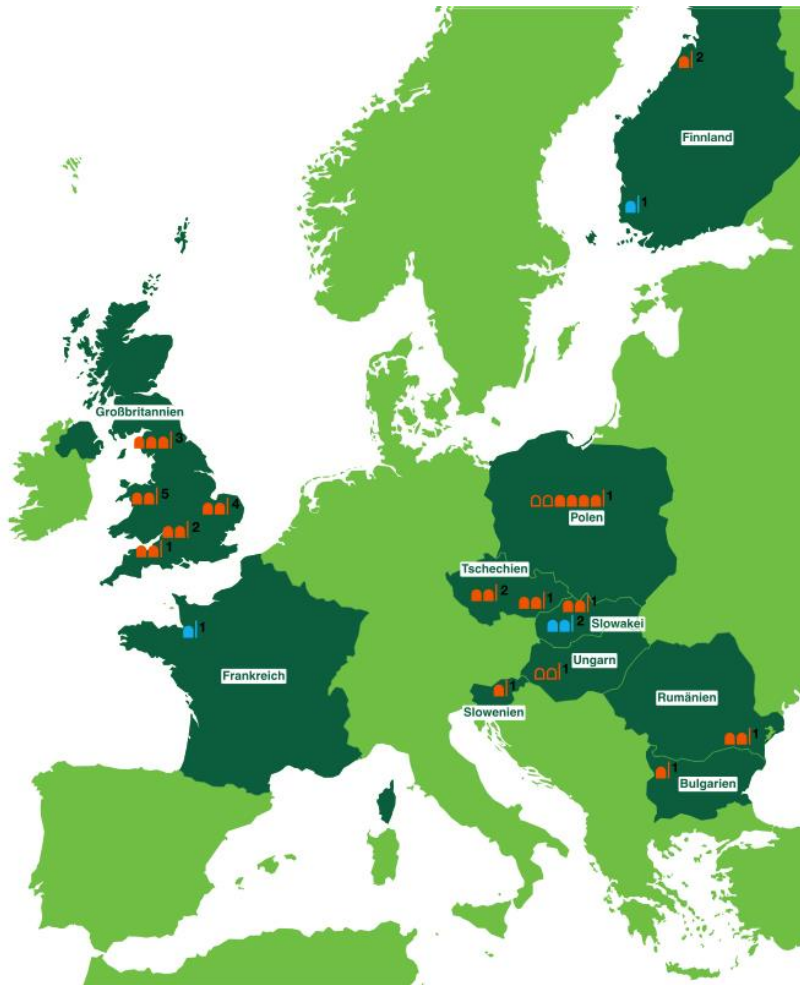 2
Finnland
1
Großbritannien
3
5
4
2
1
1
Polen
Tschechien
2
1
1
2
Slowakei
1
Frankreich
Ungarn
1
1
Slowenien
Rumänien
1
1
Bulgarien